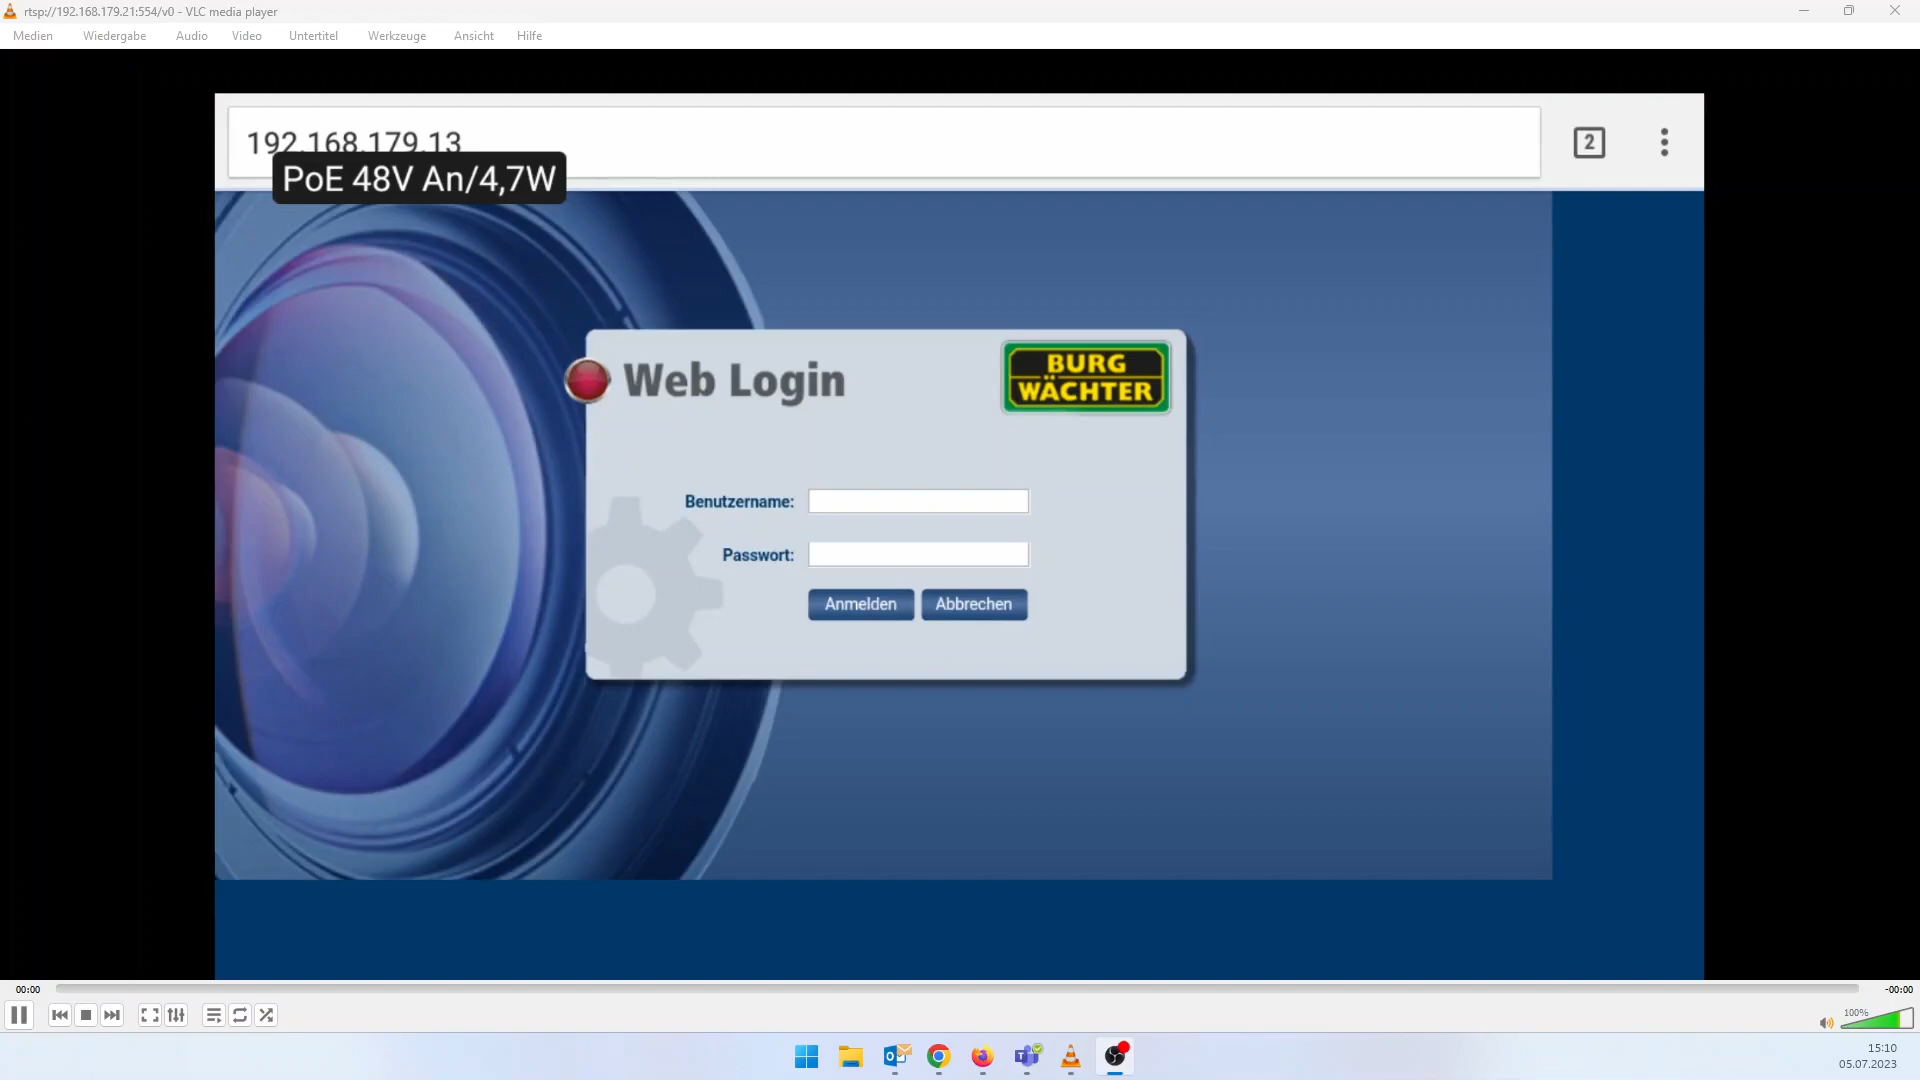 rtsp://192.168.179.21:554/v0 - VLC media player
Medien Wiedergabe Audio Video Untertitel Werkzeuge Ansicht Hilfe
192.168.179.13
2
PoE 48V An/4,7W
Web Login
BURG
WÄCHTER
Benutzername:
Passwort:
Anmelden Abbrechen
00:00 -00:00
100%
15:10
05.07.2023